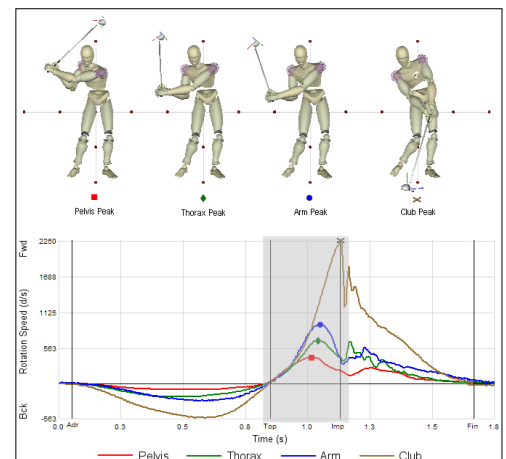 Pelvis Peak
Thorax Peak
Arm Peak
Club Peak
Fwd
Rotation Speed (d/s)
Bck
2250
1688
1125
563
-563
0.0
Adr
0.3
0.5
0.8
Top
1.0
Imp
1.3
1.5
Fin
1.8
Time (s)
Pelvis
Thorax
Arm
Club